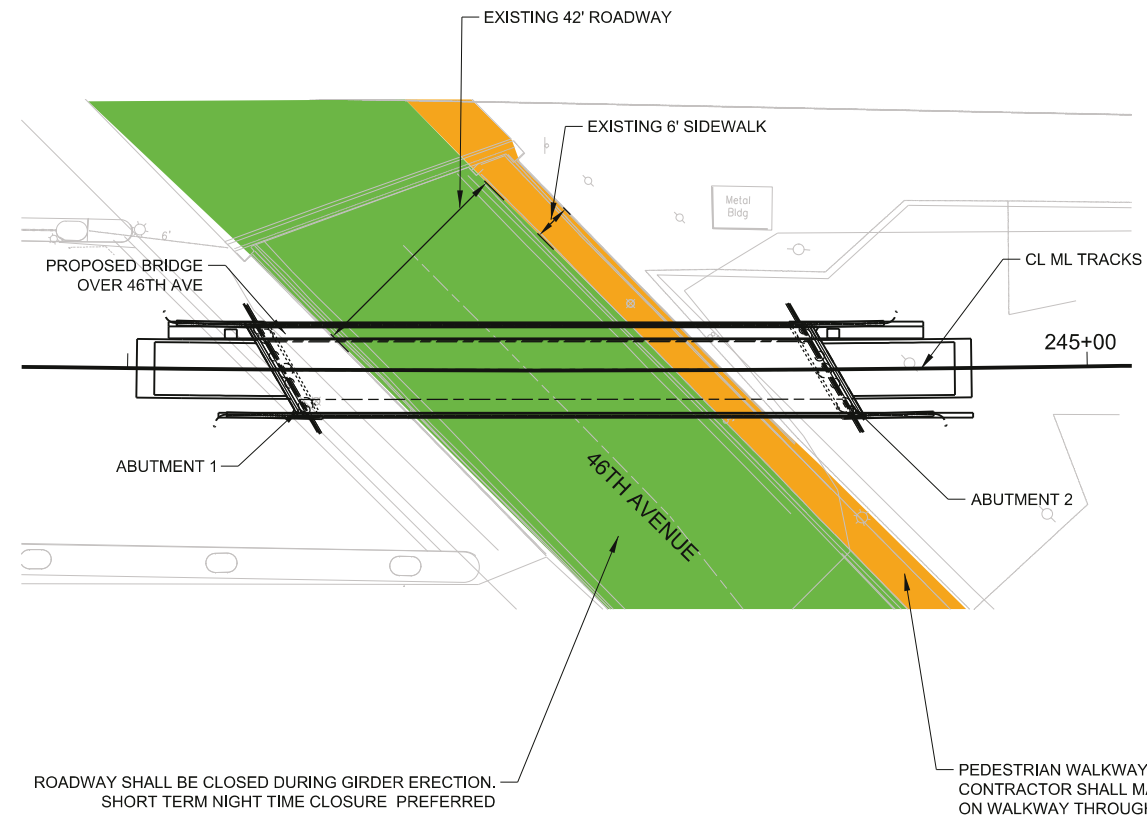 EXISTING 42' ROADWAY
EXISTING 6' SIDEWALK
Metal
Bldg
6'
PROPOSED BRIDGE
OVER 46TH AVE
CL ML TRACKS
245+00
ABUTMENT 1
46TH AVENUE
ABUTMENT 2
ROADWAY SHALL BE CLOSED DURING GIRDER ERECTION.
SHORT TERM NIGHT TIME CLOSURE PREFERRED
PEDESTRIAN WALKWAY
CONTRACTOR SHALL MA
ON WALKWAY THROUGH